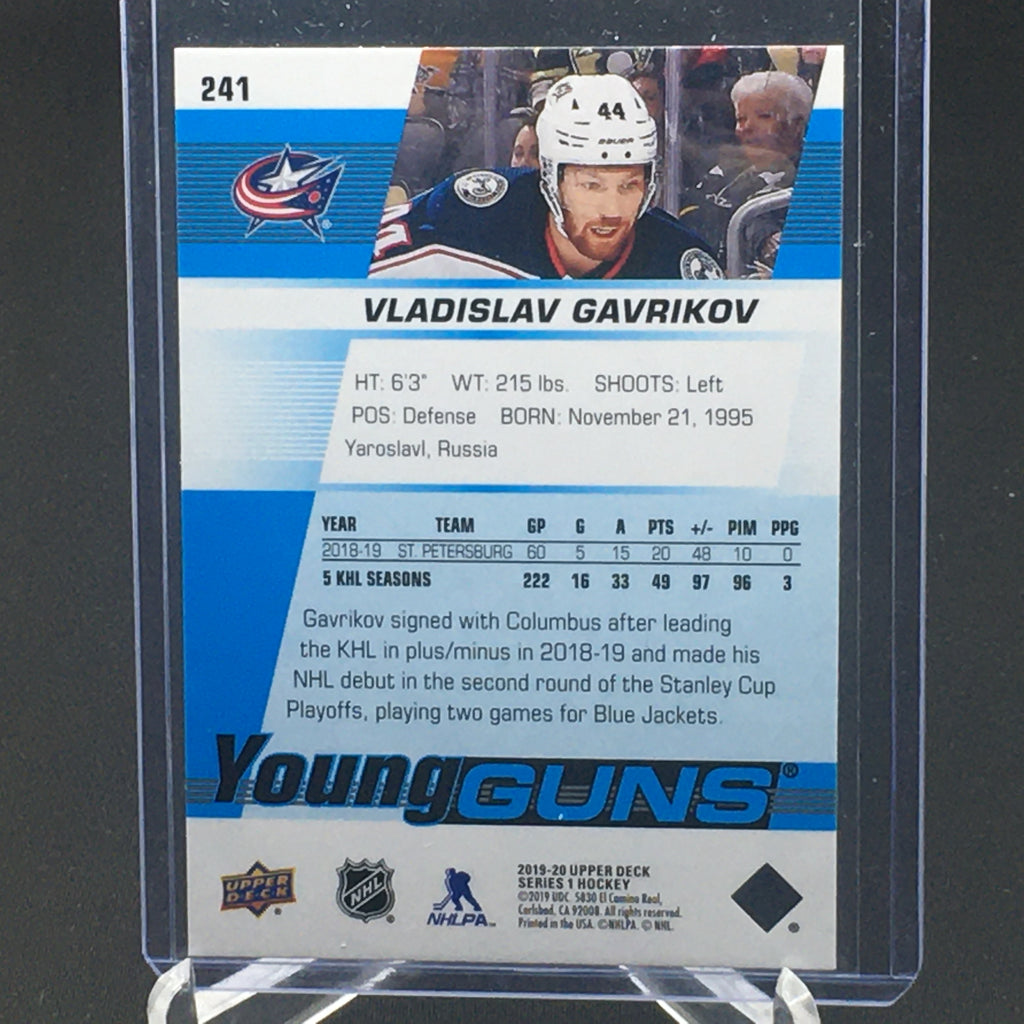 241
44
BAUER
VLADISLAV GAVRIKOV
HT: 6'3" WT: 215 lbs. SHOOTS: Left
POS: Defense BORN: November 21, 1995
Yaroslavl, Russia
YEAR TEAM GP G A PTS +/- PIM PPG
2018-19 ST. PETERSBURG 60 5 15 20 48 10 0
5 KHL SEASONS 222 16 33 49 97 96 3
Gavrikov signed with Columbus after leading
the KHL in plus/minus in 2018-19 and made his
NHL debut in the second round of the Stanley Cup
Playoffs, playing two games for Blue Jackets.
Young GUNS®
UPPER
DECK
NHL
NHLPA
2019-20 UPPER DECK
SERIES 1 HOCKEY
©2019 UDC. 5830 El Camino Real,
Carlsbad, CA 92008. All rights reserved.
Printed in the USA. ©NHLPA. © NHL.